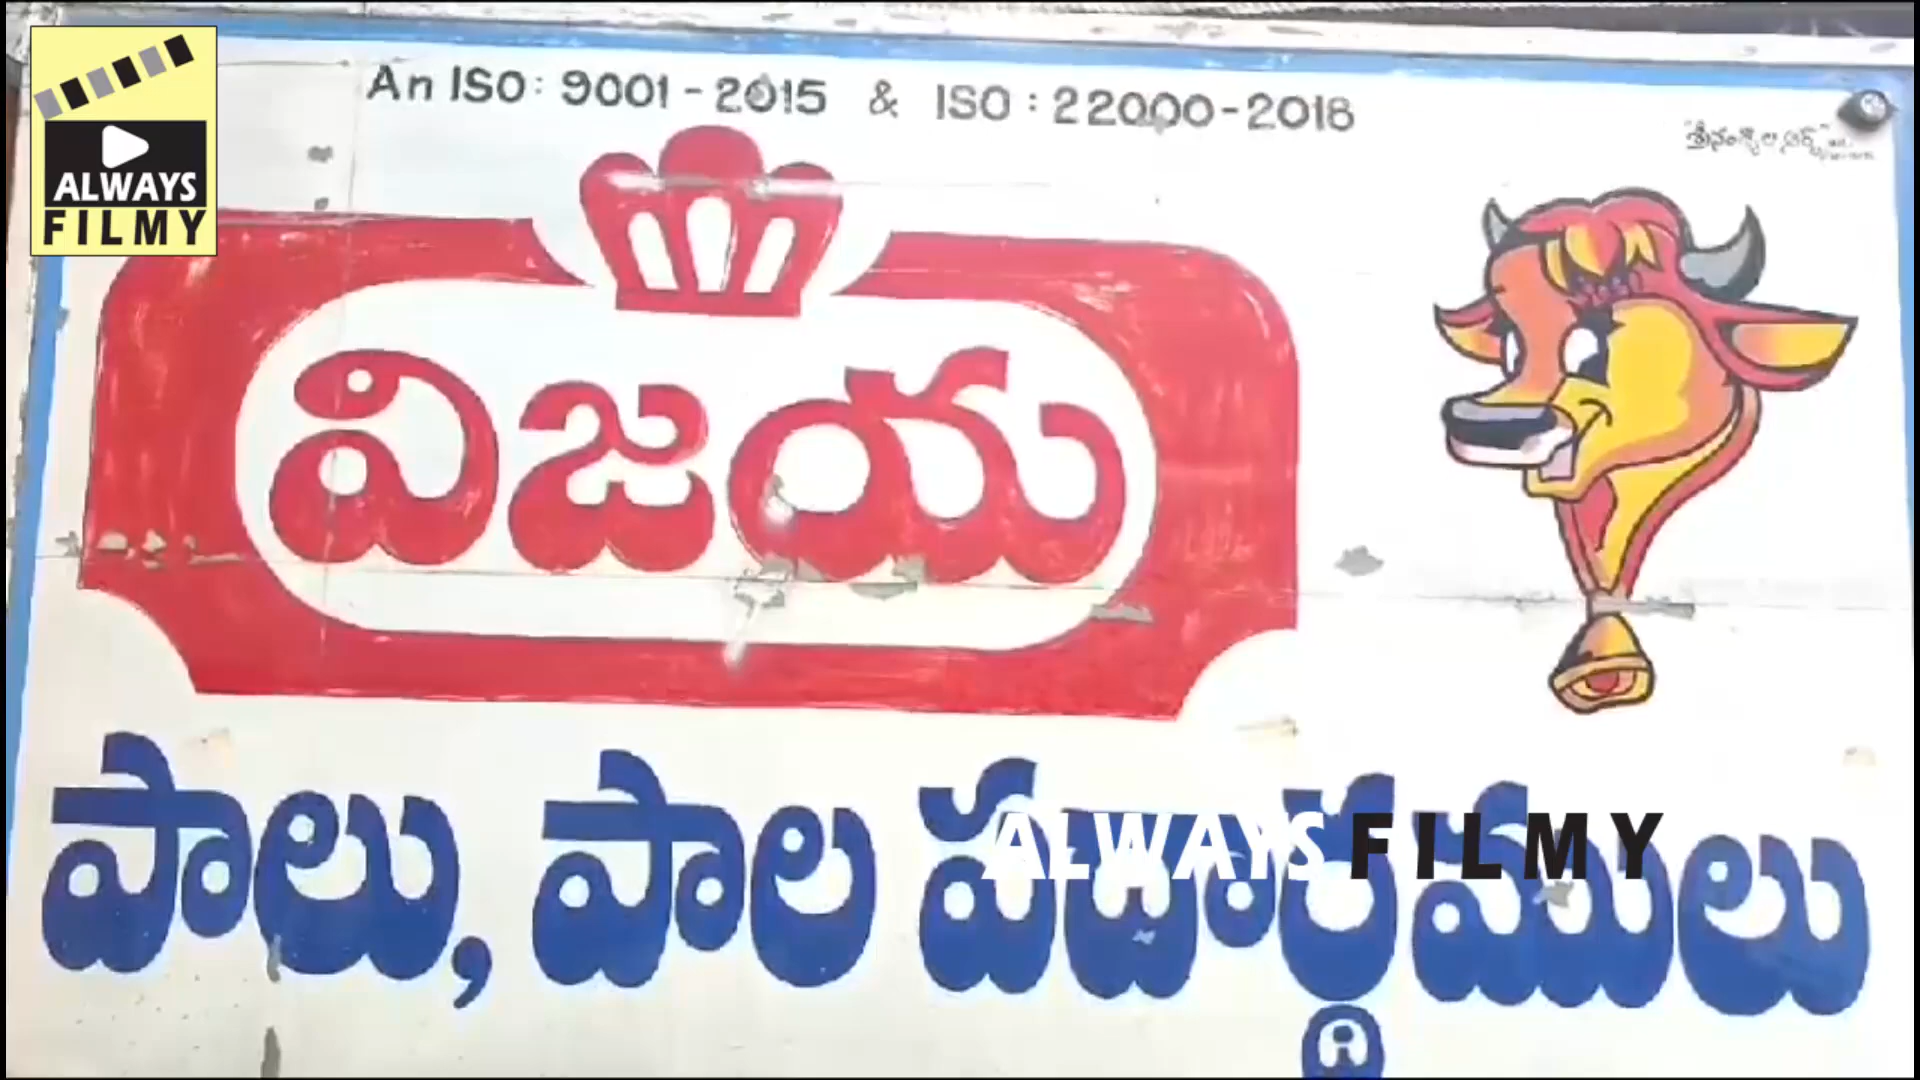 An ISO: 9001-2015 & ISO: 22000-2018
ALWAYS
FILMY
విజయ
పాలు, పాల పదార్థములు
ALWAYS FILMY